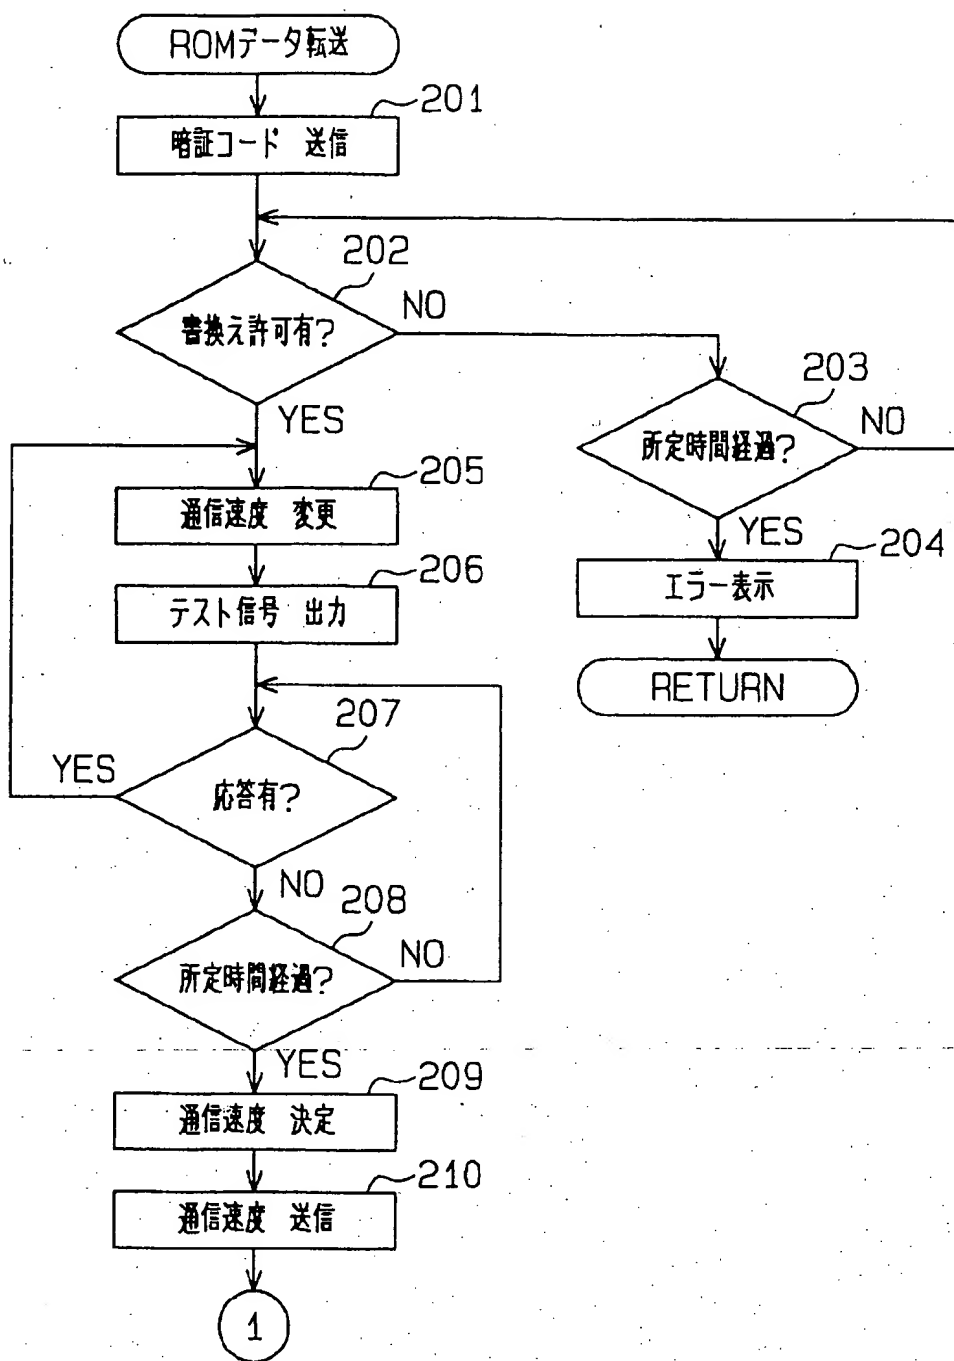 ROMデータ転送
201
暗証コード 送信
202
書換え許可有?
NO
YES
203
所定時間経過?
NO
YES
204
エラー表示
RETURN
205
通信速度 変更
206
テスト信号 出力
207
応答有?
YES
NO
208
所定時間経過?
NO
YES
209
通信速度 決定
210
通信速度 送信
1